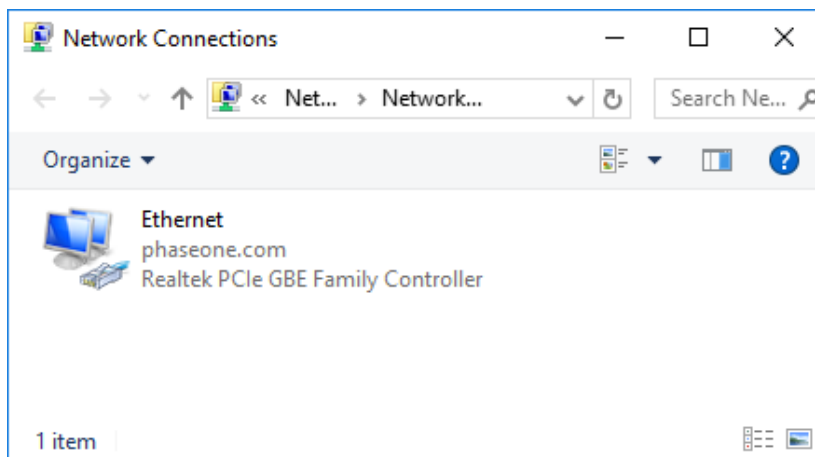 Network Connections
« Net... > Network...
Search Ne...
Organize
Ethernet
phaseone.com
Realtek PCIe GBE Family Controller
1 item